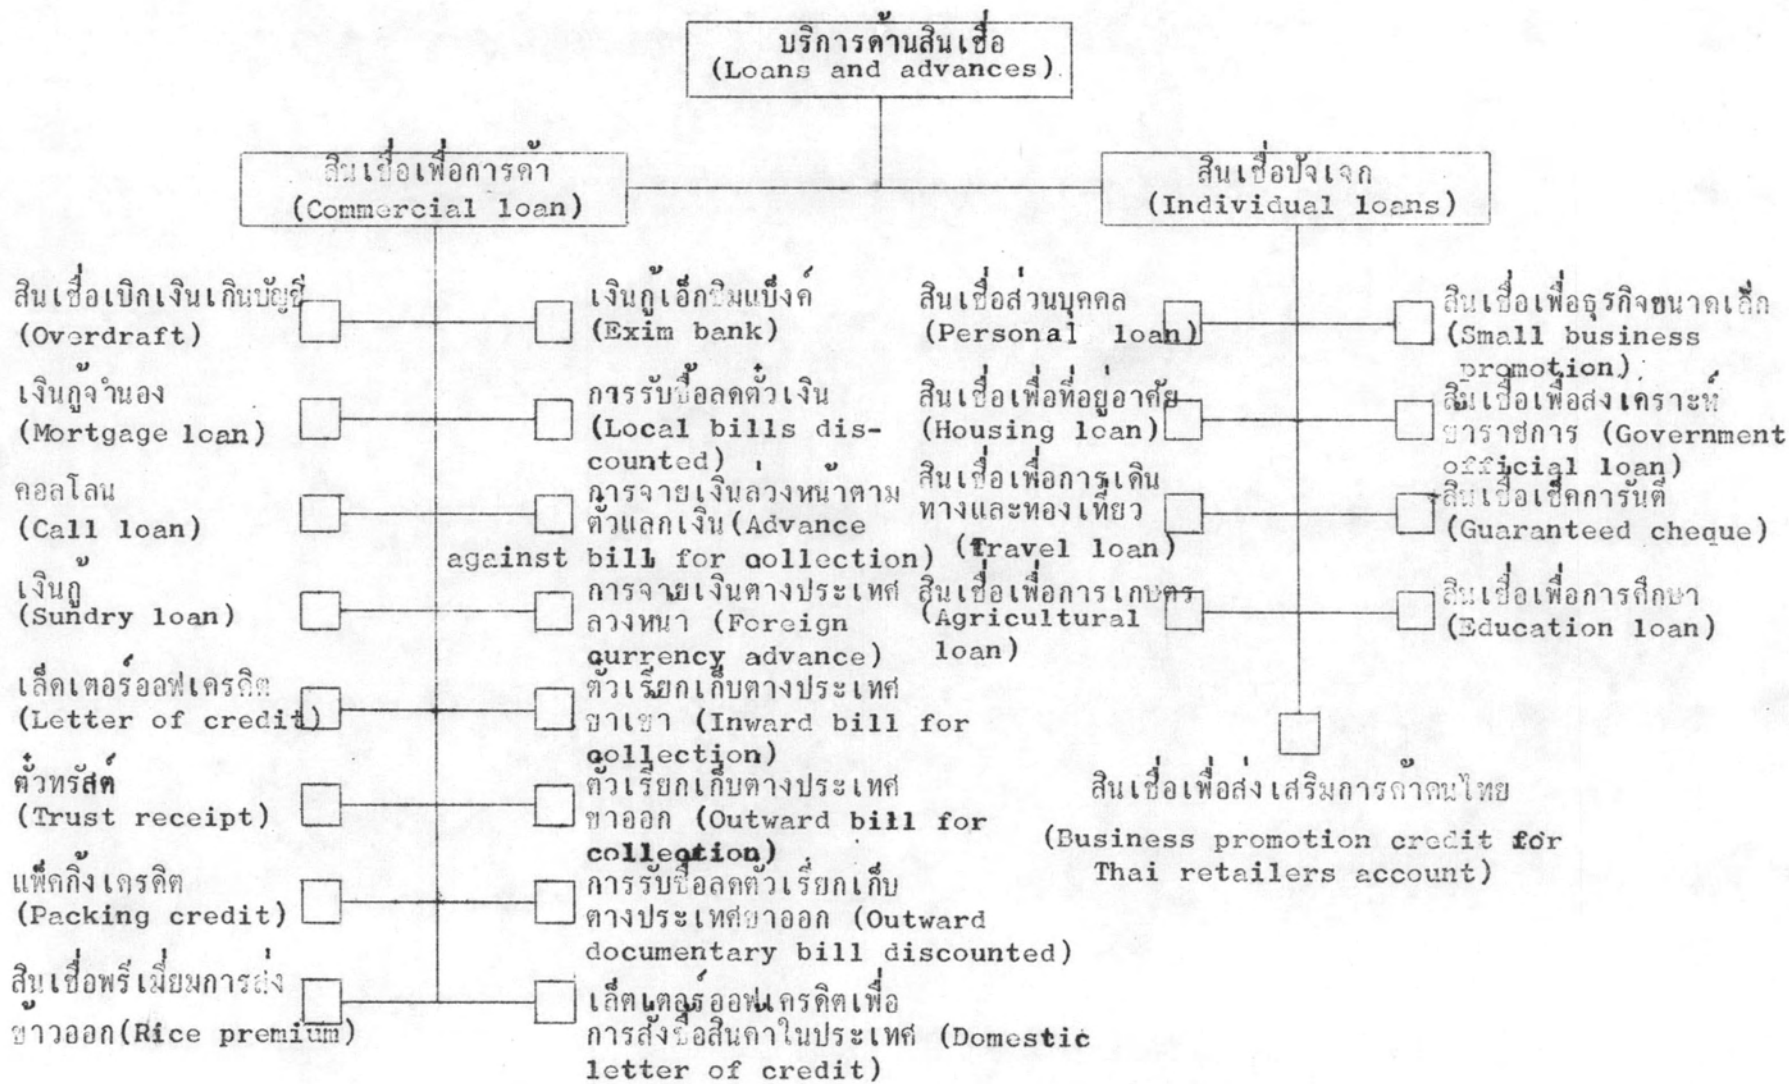 บริการด้านสินเชื่อ
(Loans and advances)
สินเชื่อเพื่อการค้า
(Commercial loan)
สินเชื่อปัจเจก
(Individual loans)
สินเชื่อเบิกเงินเกินบัญชี
(Overdraft)
เงินกู้จำนอง
(Mortgage loan)
คอลโลน
(Call loan)
เงินกู้
(Sundry loan)
เล็ตเตอร์ออฟเครดิต
(Letter of credit)
ตั๋วทรัสต์
(Trust receipt)
แพ็คกิ้งเครดิต
(Packing credit)
สินเชื่อพรีเมี่ยมการส่ง
ข้าวออก(Rice premium)
เงินกู้เอ็กซิมแบ็งค์
(Exim bank)
การรับซื้อลดตั๋วเงิน
(Local bills dis-
counted)
การจ่ายเงินล่วงหน้าตาม
ตั๋วแลกเงิน(Advance
against bill for collection)
การจ่ายเงินต่างประเทศ
ล่วงหน้า (Foreign
currency advance)
ตั๋วเรียกเก็บต่างประเทศ
ขาเข้า (Inward bill for
collection)
ตั๋วเรียกเก็บต่างประเทศ
ขาออก (Outward bill for
collection)
การรับซื้อลดตั๋วเรียกเก็บ
ต่างประเทศขาออก (Outward
documentary bill discounted)
เล็ตเตอร์ออฟเครดิตเพื่อ
การสั่งซื้อสินค้าในประเทศ (Domestic
letter of credit)
สินเชื่อส่วนบุคคล
(Personal loan)
สินเชื่อเพื่อที่อยู่อาศัย
(Housing loan)
สินเชื่อเพื่อการเดิน
ทางและท่องเที่ยว
(Travel loan)
สินเชื่อเพื่อการเกษตร
(Agricultural
loan)
สินเชื่อเพื่อธุรกิจขนาดเล็ก
(Small business
promotion)
สินเชื่อเพื่อสงเคราะห์
ข้าราชการ (Government
official loan)
สินเชื่อเช็คการันตี
(Guaranteed cheque)
สินเชื่อเพื่อการศึกษา
(Education loan)
สินเชื่อเพื่อส่งเสริมการค้าคนไทย
(Business promotion credit for
Thai retailers account)